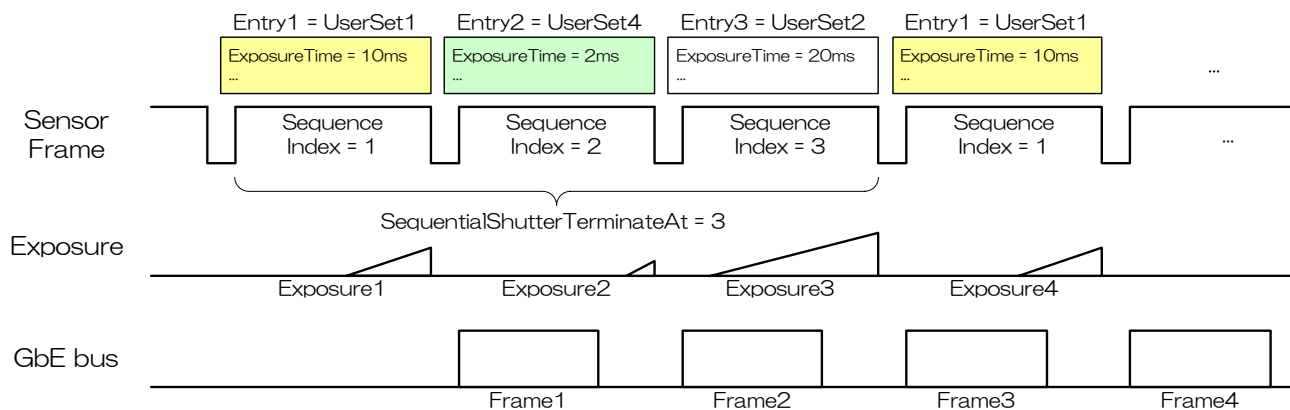 Entry1 = UserSet1 Entry2 = UserSet4 Entry3 = UserSet2 Entry1 = UserSet1
ExposureTime = 10ms ExposureTime = 2ms ExposureTime = 20ms ExposureTime = 10ms
... ... ... ... ...
Sensor Frame
Sequence Index = 1
Sequence Index = 2
Sequence Index = 3
Sequence Index = 1
...
SequentialShutterTerminateAt = 3
Exposure
Exposure1 Exposure2 Exposure3 Exposure4
GbE bus
Frame1 Frame2 Frame3 Frame4